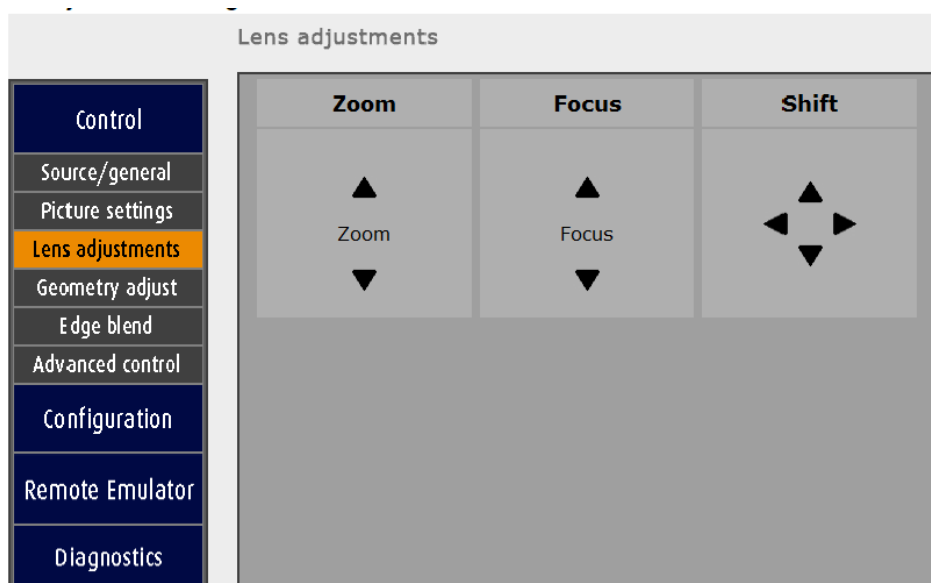 Lens adjustments
Control
Source/general
Picture settings
Lens adjustments
Geometry adjust
Edge blend
Advanced control
Configuration
Remote Emulator
Diagnostics
Zoom Focus Shift
Zoom Focus